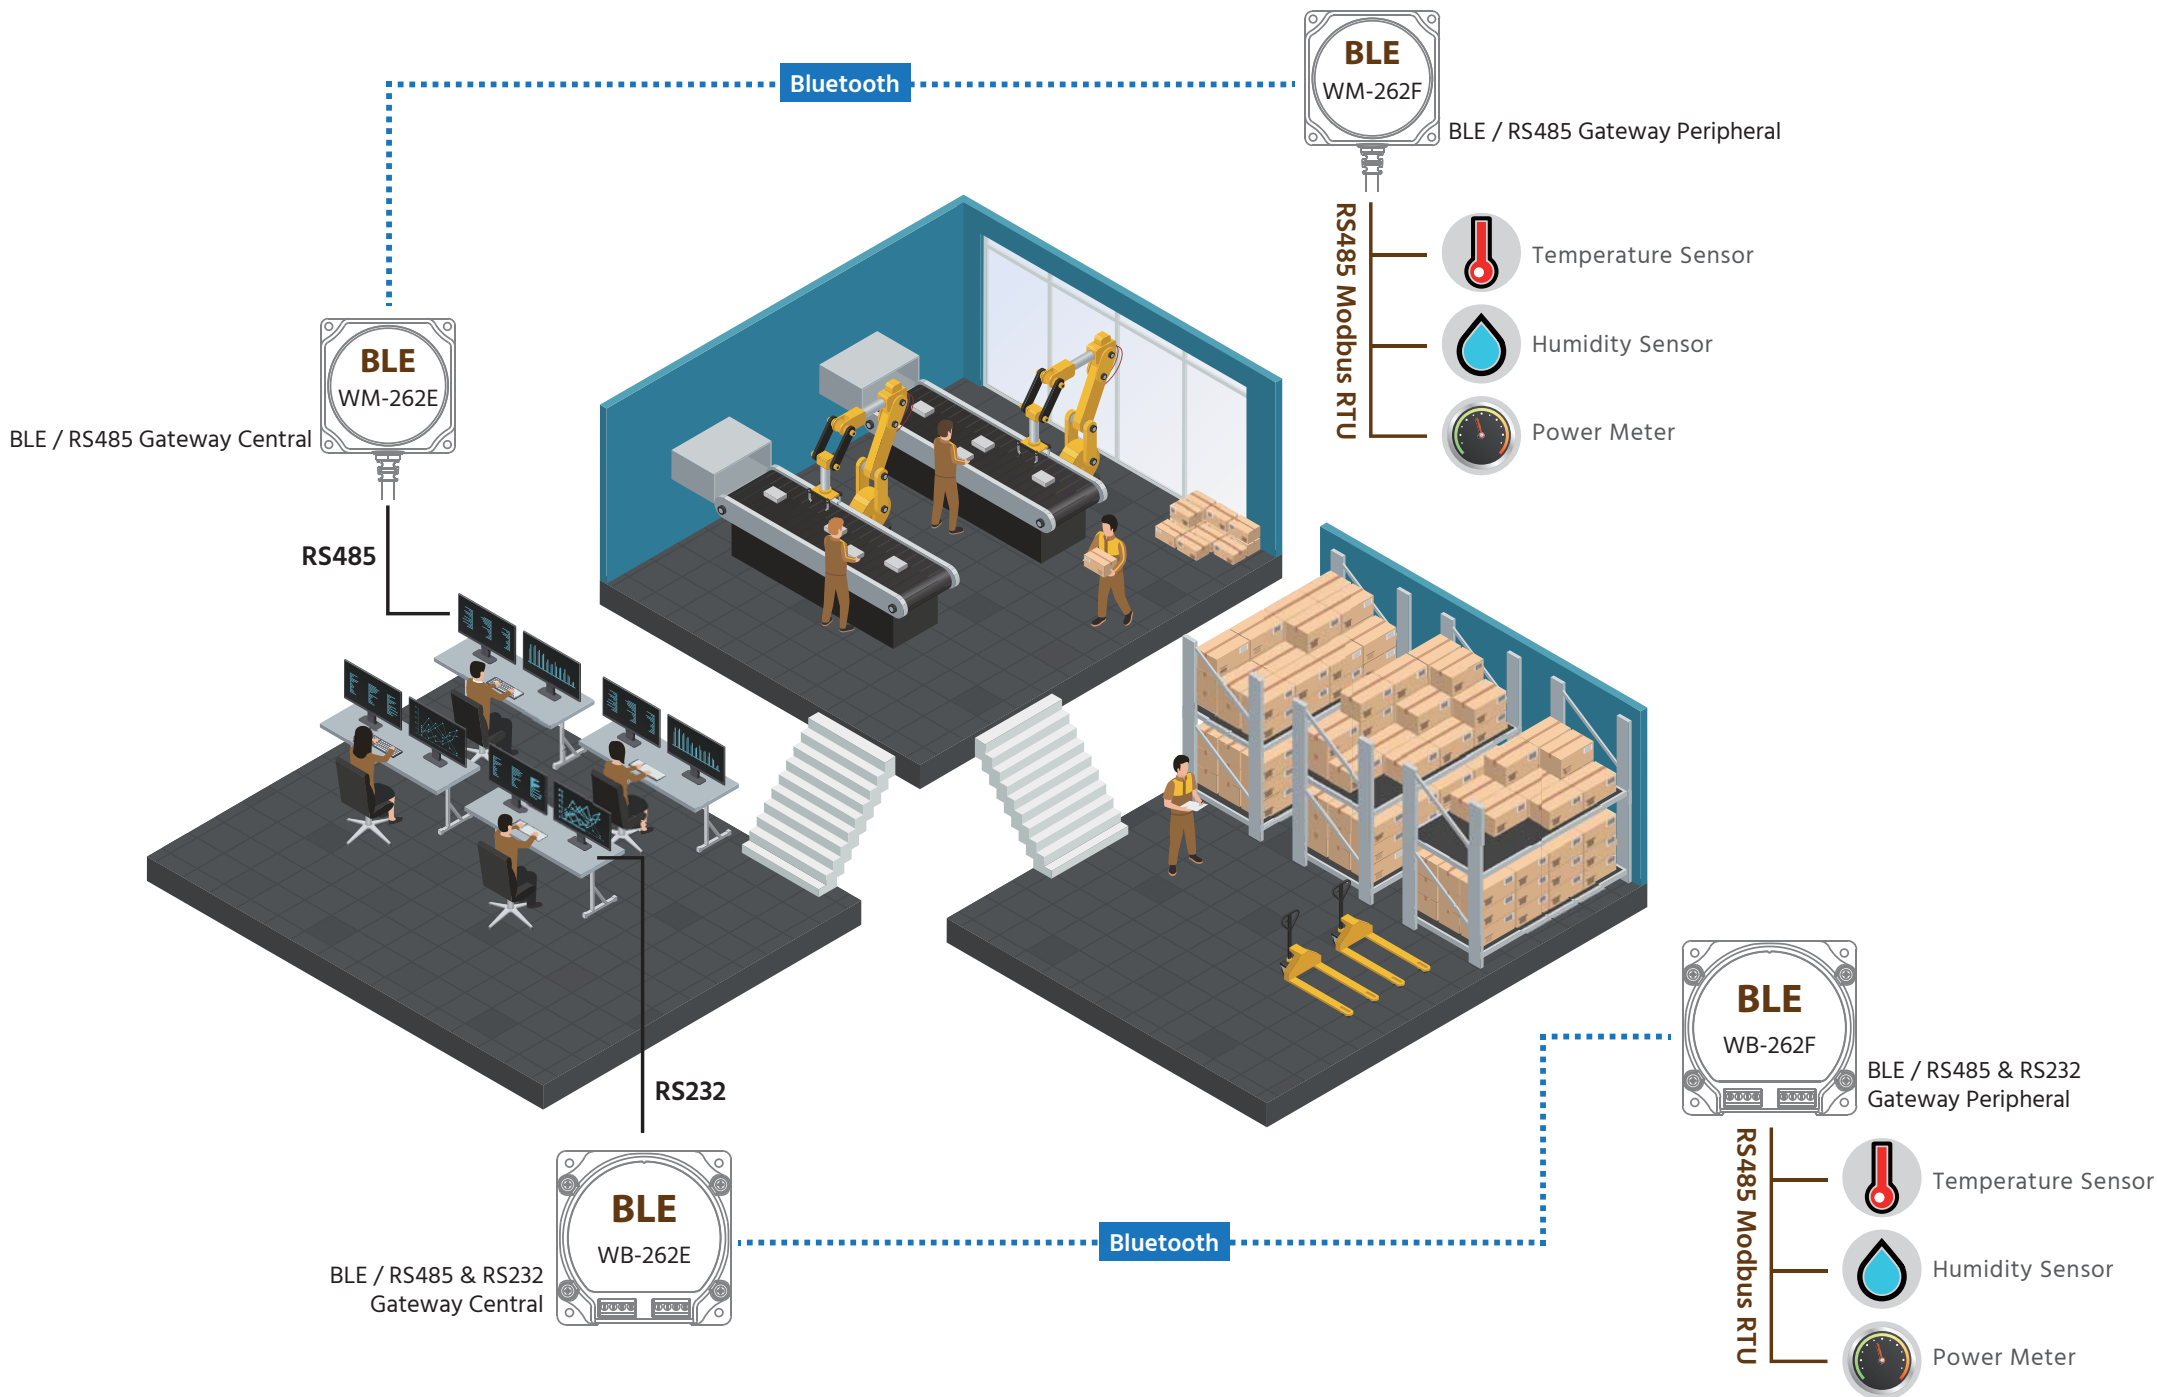 Bluetooth
BLE
WM-262F
BLE / RS485 Gateway Peripheral
RS485 Modbus RTU
Temperature Sensor
Humidity Sensor
Power Meter
BLE
WM-262E
BLE / RS485 Gateway Central
RS485
RS232
BLE
WB-262F
BLE / RS485 & RS232
Gateway Peripheral
RS485 Modbus RTU
Temperature Sensor
Humidity Sensor
Power Meter
BLE
WB-262E
BLE / RS485 & RS232
Gateway Central
Bluetooth